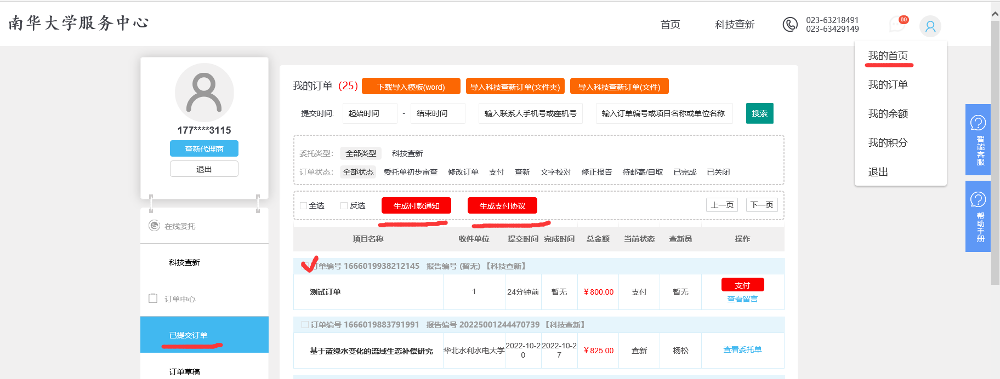 南华大学服务中心
首页
科技查新
023-63218491
023-63429149
69
我的首页
我的订单
我的余额
我的积分
退出
177****3115
查新代理商
退出
在线委托
科技查新
订单中心
已提交订单
订单草稿
我的订单 (25) 下载导入模板(word) 导入科技查新订单(文件夹) 导入科技查新订单(文件)
提交时间: 起始时间 - 结束时间 输入联系人手机号或座机号 输入订单编号或项目名称或单位名称 搜索
委托类型: 全部类型 科技查新
订单状态: 全部状态 委托单初步审查 修改订单 支付 查新 文字校对 修正报告 待邮寄/自取 已完成 已关闭
全选 反选 生成付款通知 生成支付协议 上一页 下一页
项目名称 收件单位 提交时间 完成时间 总金额 当前状态 查新员 操作
订单编号 1666019938212145 报告编号 (暂无) 【科技查新】
测试订单 1 24分钟前 暂无 ¥800.00 支付 暂无 支付
查看留言
订单编号 1666019883791991 报告编号 20225001244470739 【科技查新】
基于蓝绿水变化的流域生态补偿研究 华北水利水电大学 2022-10-20 2022-10-27 ¥825.00 查新 杨松 查看委托单
智能客服
帮助手册